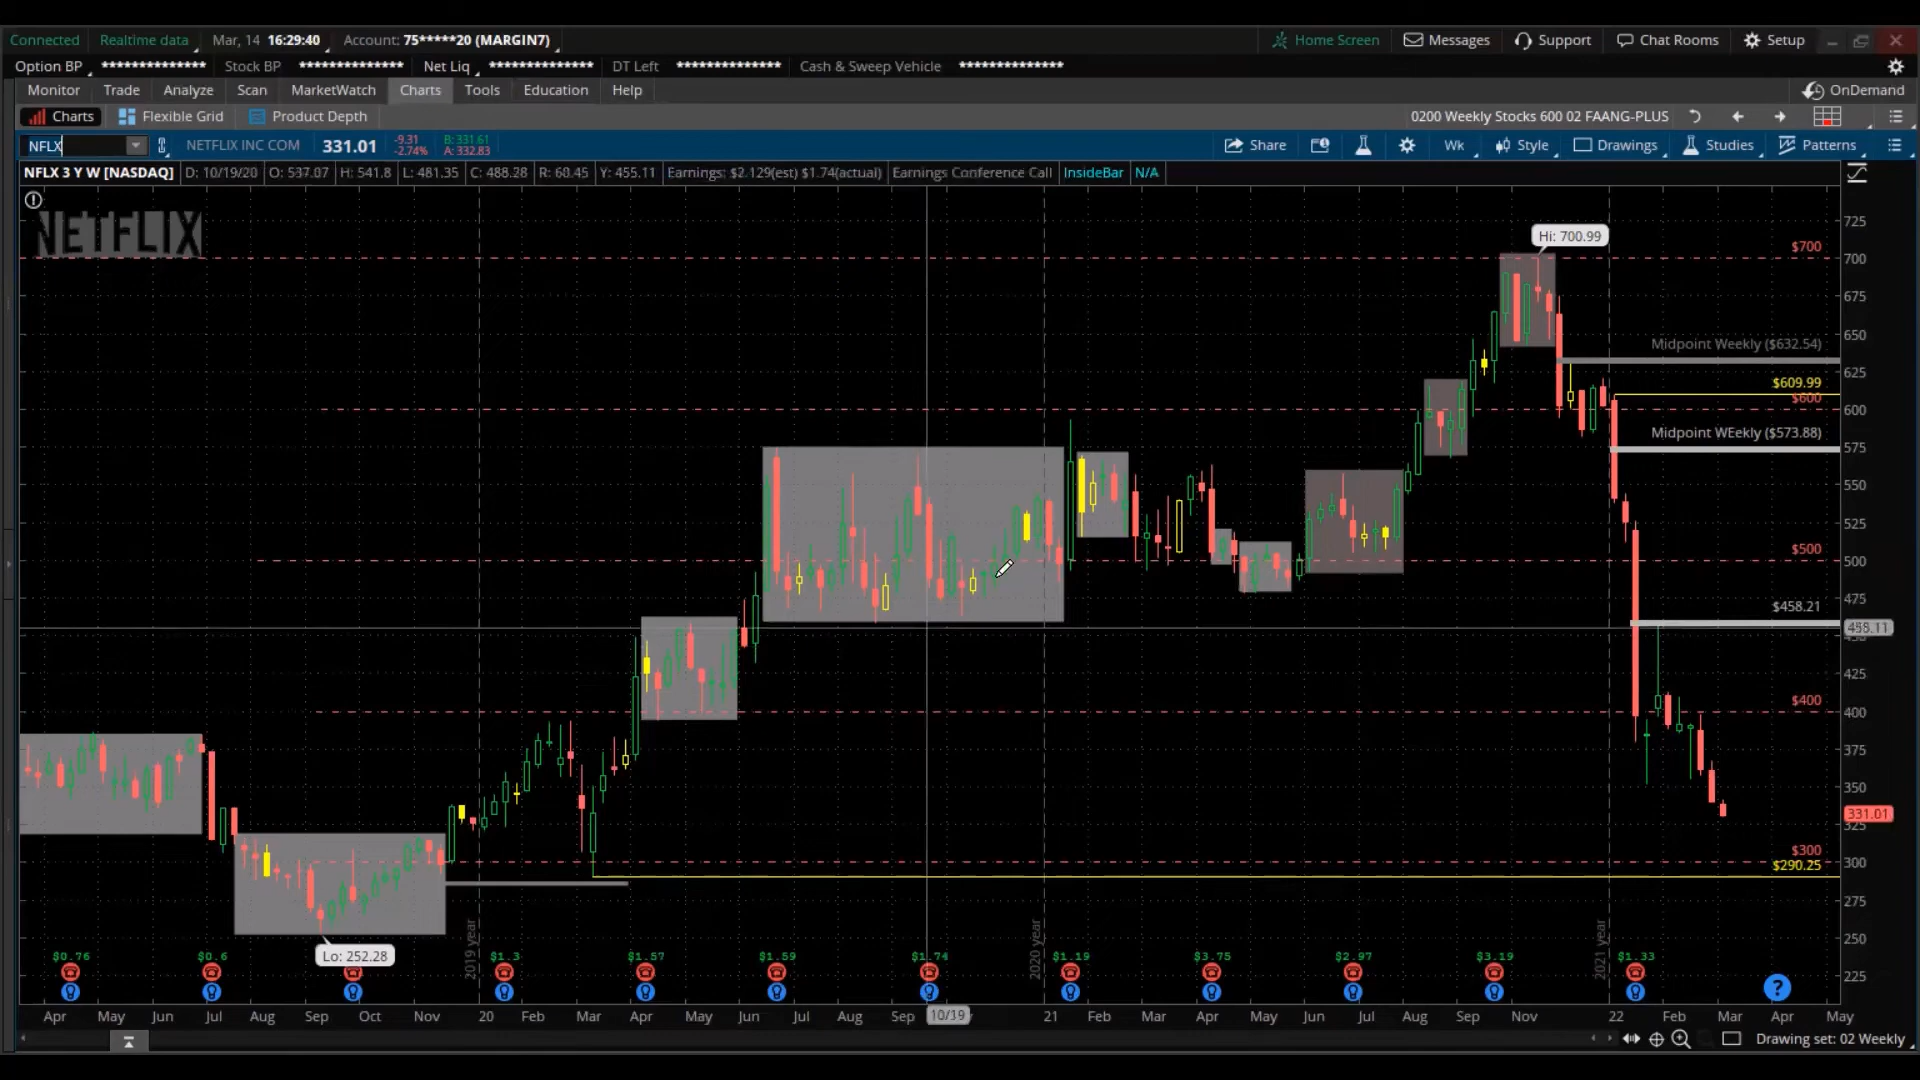 Connected Realtime data Mar, 14 16:29:40 Account: 75*****20 (MARGIN7) Home Screen Messages Support Chat Rooms Setup
Option BP ************** Stock BP ************** Net Liq ************** DT Left ************** Cash & Sweep Vehicle **************
Monitor Trade Analyze Scan MarketWatch Charts Tools Education Help OnDemand
Charts Flexible Grid Product Depth 0200 Weekly Stocks 600 02 FAANG-PLUS
NFLX NETFLIX INC COM 331.01 -9.31 B: 331.61 Share Wk Style Drawings Studies Patterns
-2.74% A: 332.83
NFLX 3 Y W [NASDAQ] D: 10/19/20 O: 537.07 H: 541.8 L: 481.35 C: 488.28 R: 60.45 Y: 455.11 Earnings: $2.129(est) $1.74(actual) Earnings Conference Call InsideBar N/A
NETFLIX
725
Hi: 700.99
$700
700
675
650
Midpoint Weekly ($632.54)
625
$609.99
$600
600
Midpoint WEekly ($573.88)
575
550
525
$500
500
475
$458.21
458.11
425
$400
400
375
350
331.01
325
$300
300
$290.25
275
250
Lo: 252.28
225
2019 year
2020 year
2021 year
$0.76 $0.6 $1.3 $1.57 $1.59 $1.74 $1.19 $3.75 $2.97 $3.19 $1.33
?
Apr May Jun Jul Aug Sep Oct Nov 20 Feb Mar Apr May Jun Jul Aug Sep 10/19 21 Feb Mar Apr May Jun Jul Aug Sep Nov 22 Feb Mar Apr May
Drawing set: 02 Weekly